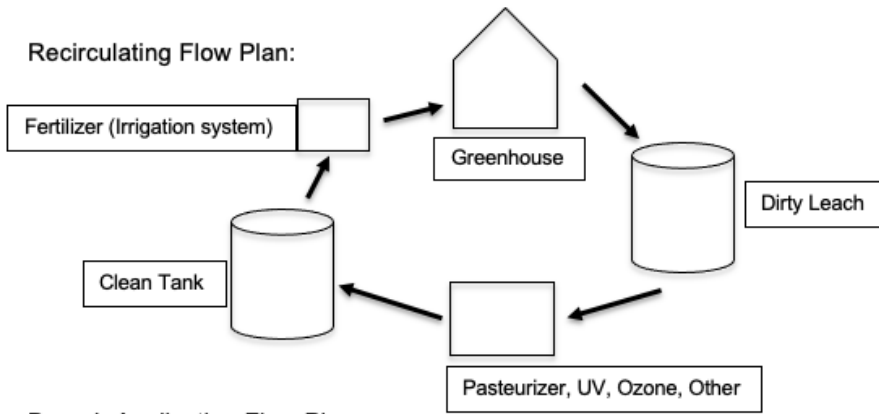 Recirculating Flow Plan:
Fertilizer (Irrigation system)
Greenhouse
Dirty Leach
Clean Tank
Pasteurizer, UV, Ozone, Other